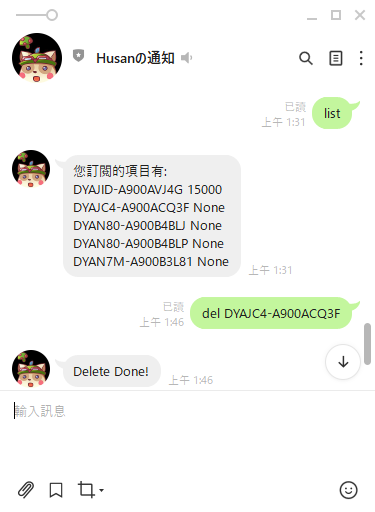 Husanの通知
已讀
上午 1:31
list
您訂閱的項目有:
DYAJID-A900AVJ4G 15000
DYAJC4-A900ACQ3F None
DYAN80-A900B4BLJ None
DYAN80-A900B4BLP None
DYAN7M-A900B3L81 None
上午 1:31
已讀
上午 1:46
del DYAJC4-A900ACQ3F
Delete Done!
上午 1:46
輸入訊息